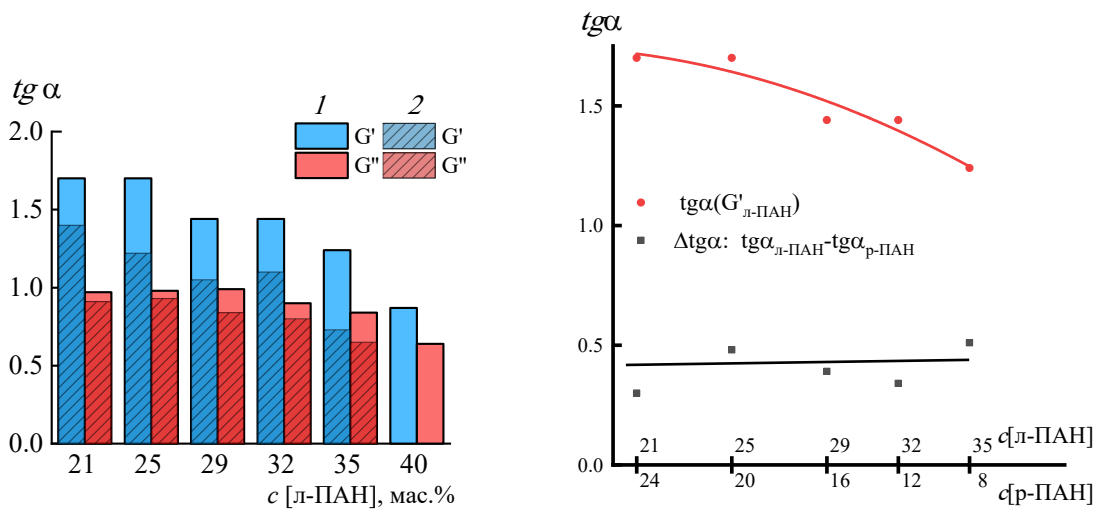 tg α
2.0
1.5
1.0
0.5
0.0
1 2
G' G'
G" G"
21 25 29 32 35 40
c [л-ПАН], мас.%
tgα
1.5
1.0
0.5
0.0
tgα(G'л-ПАН)
Δtgα: tgαл-ПАН-tgαр-ПАН
21 25 29 32 35 c[л-ПАН]
24 20 16 12 8 c[р-ПАН]